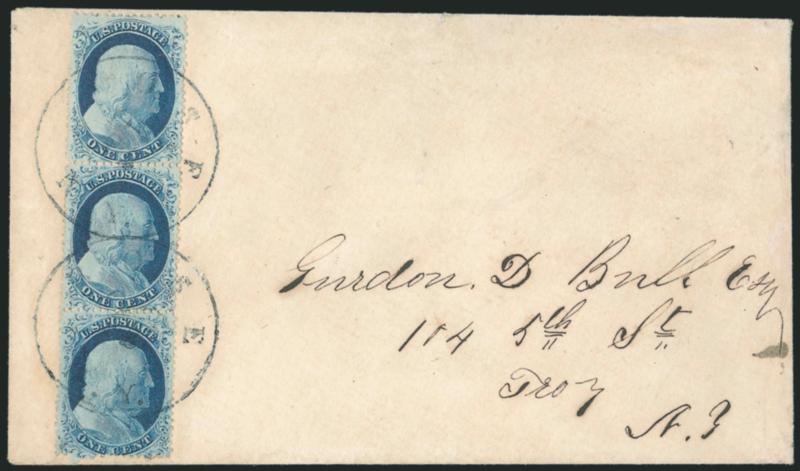 U.S. POSTAGE
ONE CENT
U.S. POSTAGE
ONE CENT
U.S. POSTAGE
ONE CENT
Gurdon. D Bull Esq
114 5th St
Troy
N.Y